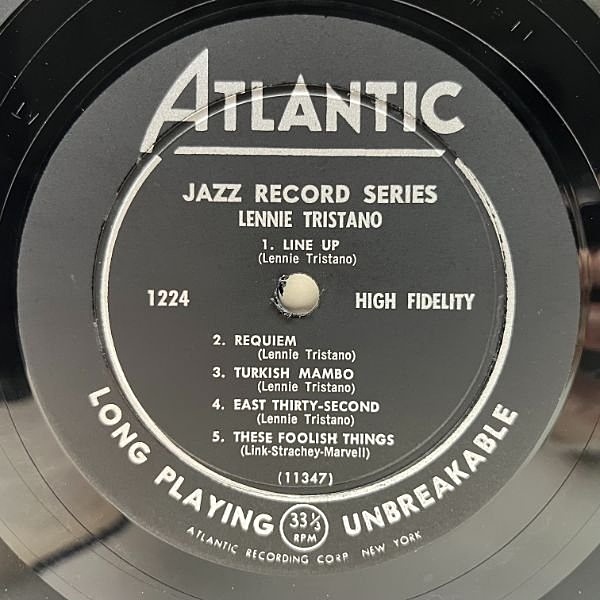 ATLANTIC
JAZZ RECORD SERIES
LENNIE TRISTANO
1. LINE UP
(Lennie Tristano)
1224
HIGH FIDELITY
2. REQUIEM
(Lennie Tristano)
3. TURKISH MAMBO
(Lennie Tristano)
4. EAST THIRTY-SECOND
(Lennie Tristano)
5. THESE FOOLISH THINGS
(Link-Strachey-Marvell)
(11347)
LONG PLAYING 33⅓ RPM UNBREAKABLE
ATLANTIC RECORDING CORP. NEW YORK